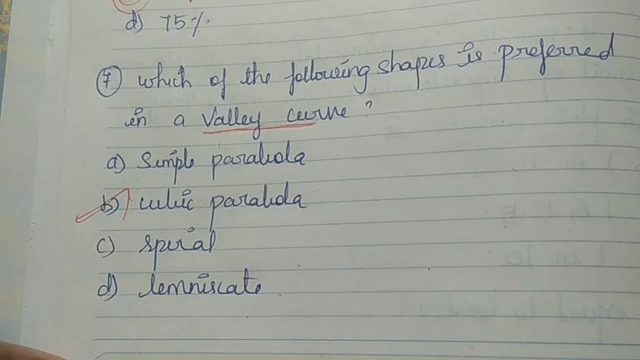 d) 75%
⑦ which of the following shapes is preferred
in a valley curve?
a) Simple parabola
b) cubic parabola
c) spiral
d) lemniscate